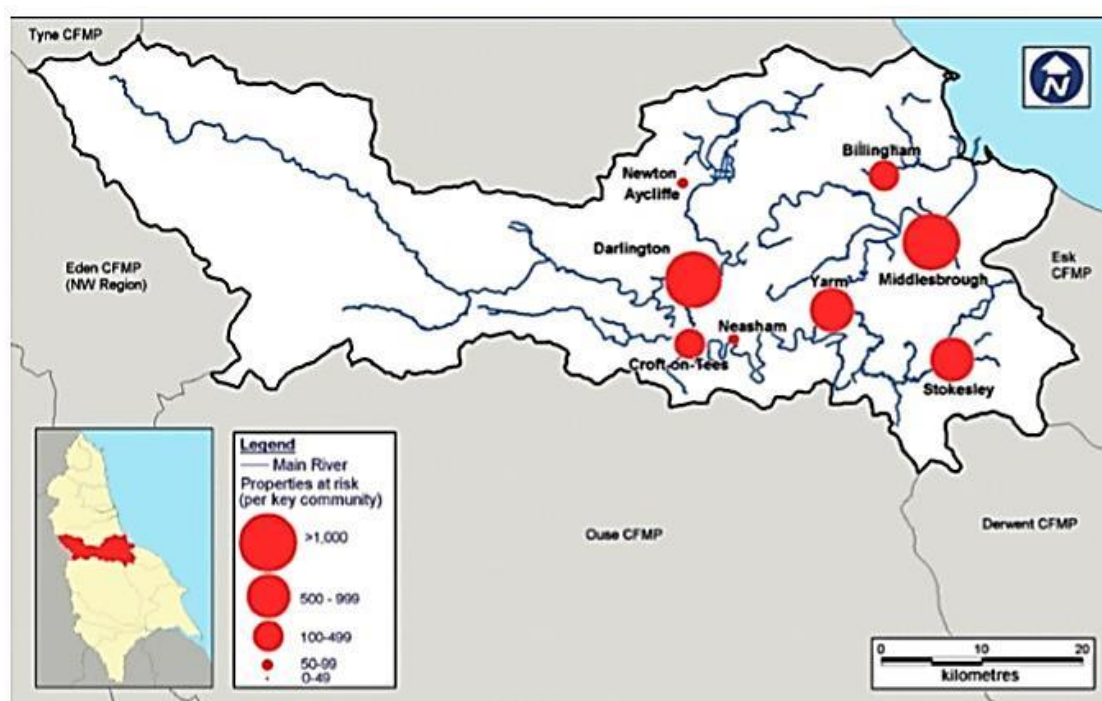 Tyne CFMP
N
Billingham
Newton
Aycliffe
Darlington
Eden CFMP
(NW Region)
Esk
CFMP
Middlesbrough
Yarm
Neasham
Croft-on-Tees
Stokesley
Legend
Main River
Properties at risk
(per key community)
>1,000
500 - 999
100-499
50-99
0-49
Ouse CFMP
Derwent CFMP
0 10 20
kilometres